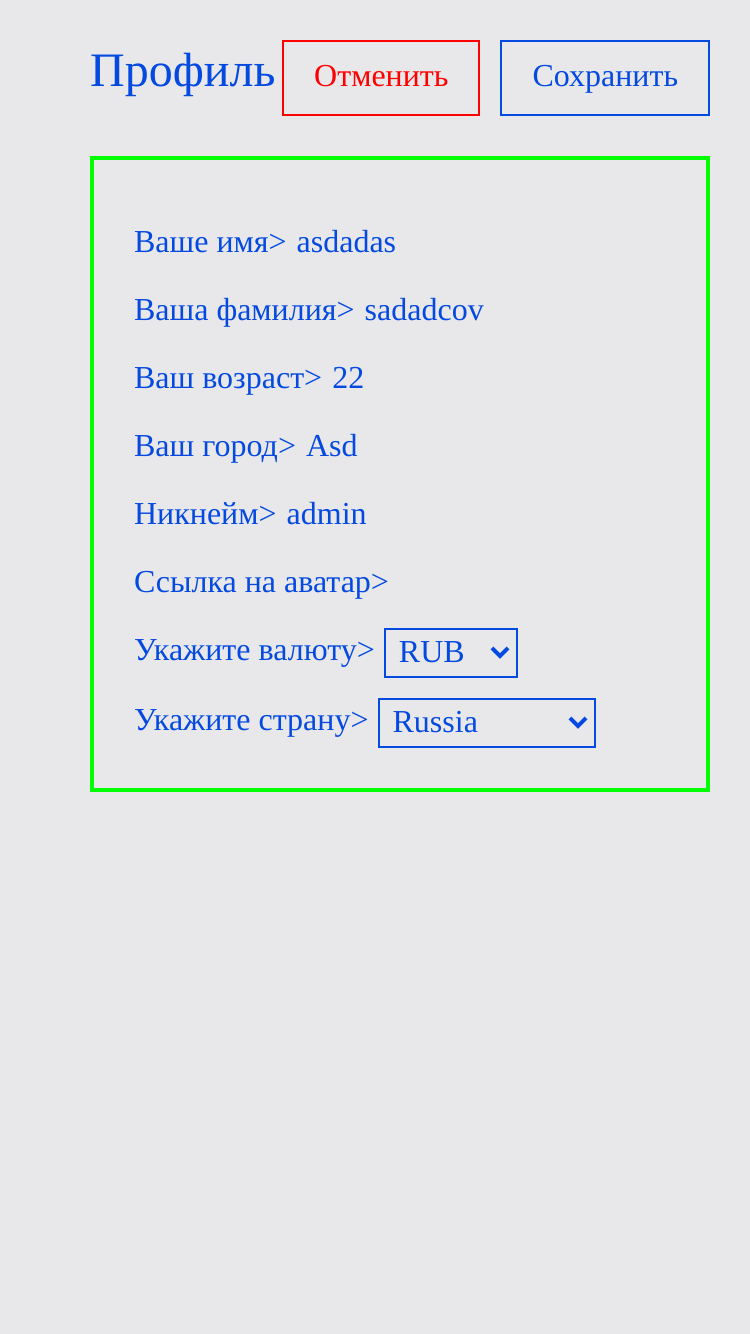 Профиль Отменить Сохранить
Ваше имя> asdadas
Ваша фамилия> sadadcov
Ваш возраст> 22
Ваш город> Asd
Никнейм> admin
Ссылка на аватар>
Укажите валюту> RUB
Укажите страну> Russia